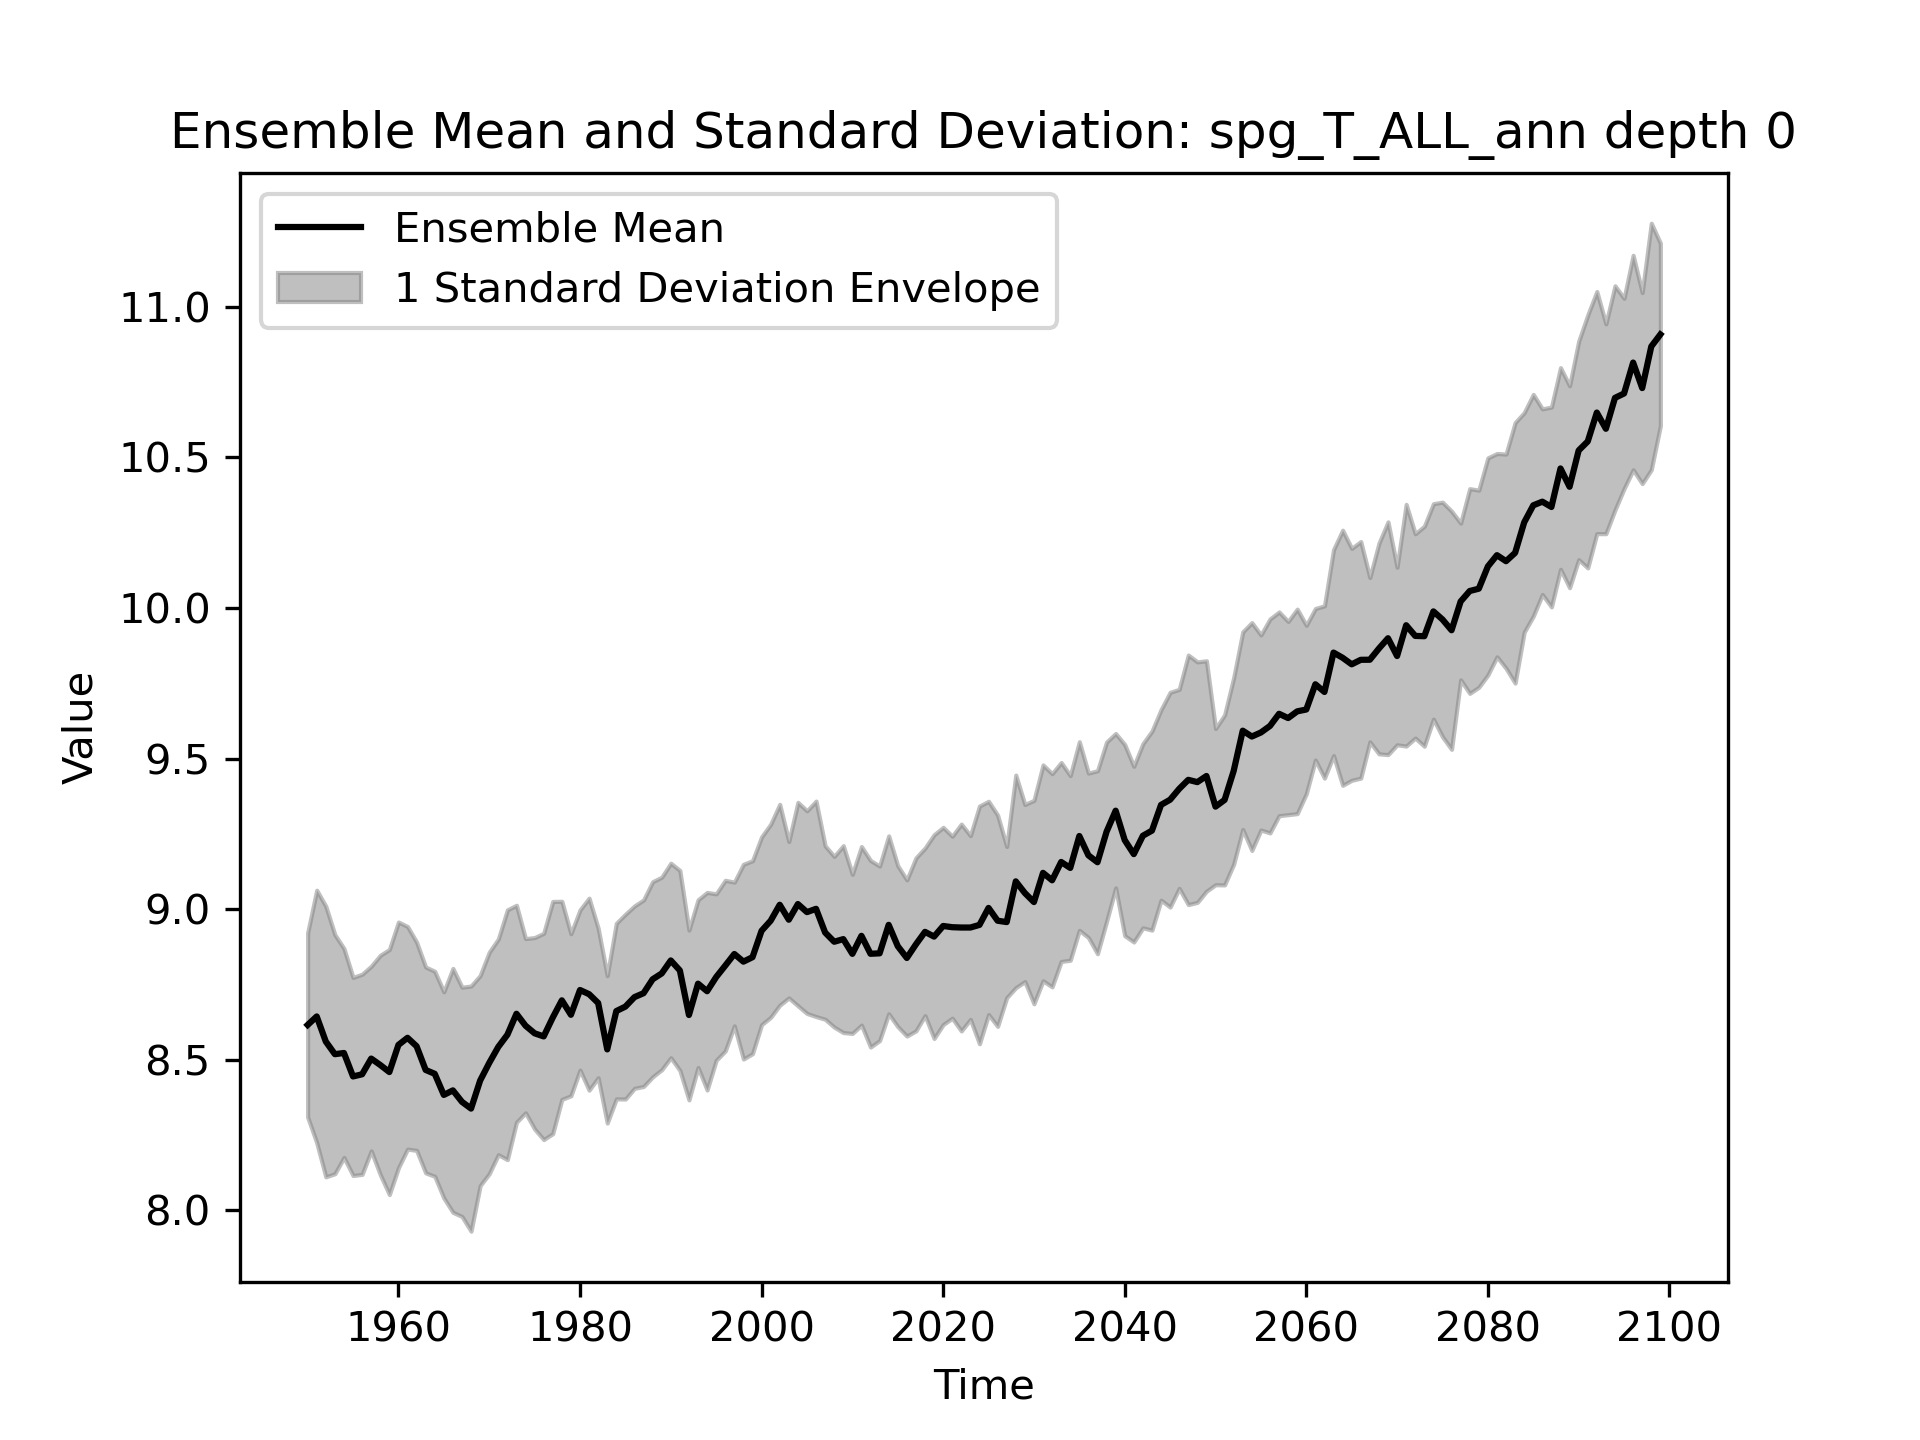 Ensemble Mean and Standard Deviation: spg_T_ALL_ann depth 0
Ensemble Mean
1 Standard Deviation Envelope
11.0
10.5
10.0
9.5
9.0
8.5
8.0
Value
1960 1980 2000 2020 2040 2060 2080 2100
Time